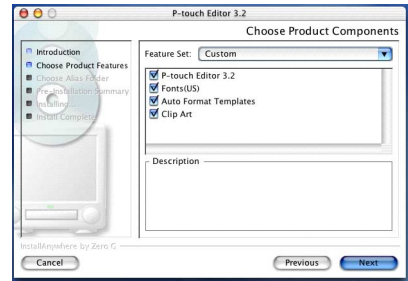 P-touch Editor 3.2
Choose Product Components
Introduction
Choose Product Features
Choose Alias Folder
Pre-Installation Summary
Installing...
Install Complete
Feature Set: Custom
P-touch Editor 3.2
Fonts(US)
Auto Format Templates
Clip Art
Description
InstallAnywhere by Zero G
Cancel
Previous
Next